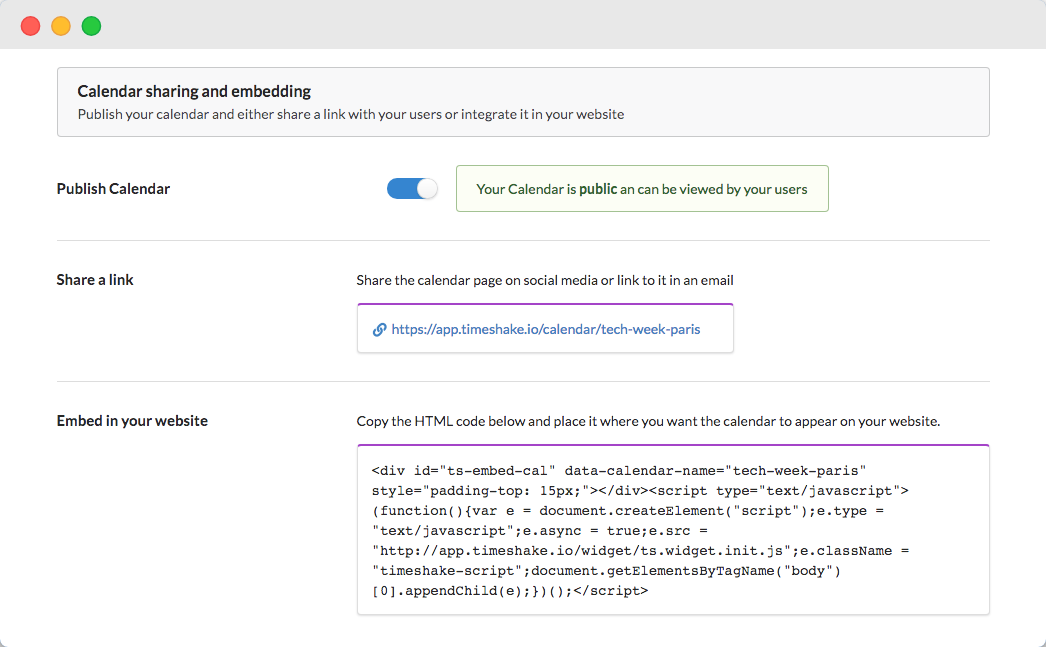 Calendar sharing and embedding
Publish your calendar and either share a link with your users or integrate it in your website
Publish Calendar
Your Calendar is public an can be viewed by your users
Share a link
Share the calendar page on social media or link to it in an email
https://app.timeshake.io/calendar/tech-week-paris
Embed in your website
Copy the HTML code below and place it where you want the calendar to appear on your website.
<div id="ts-embed-cal" data-calendar-name="tech-week-paris"
style="padding-top: 15px;"></div><script type="text/javascript">
(function(){var e = document.createElement("script");e.type =
"text/javascript";e.async = true;e.src =
"http://app.timeshake.io/widget/ts.widget.init.js";e.className =
"timeshake-script";document.getElementsByTagName("body")
[0].appendChild(e);})();</script>